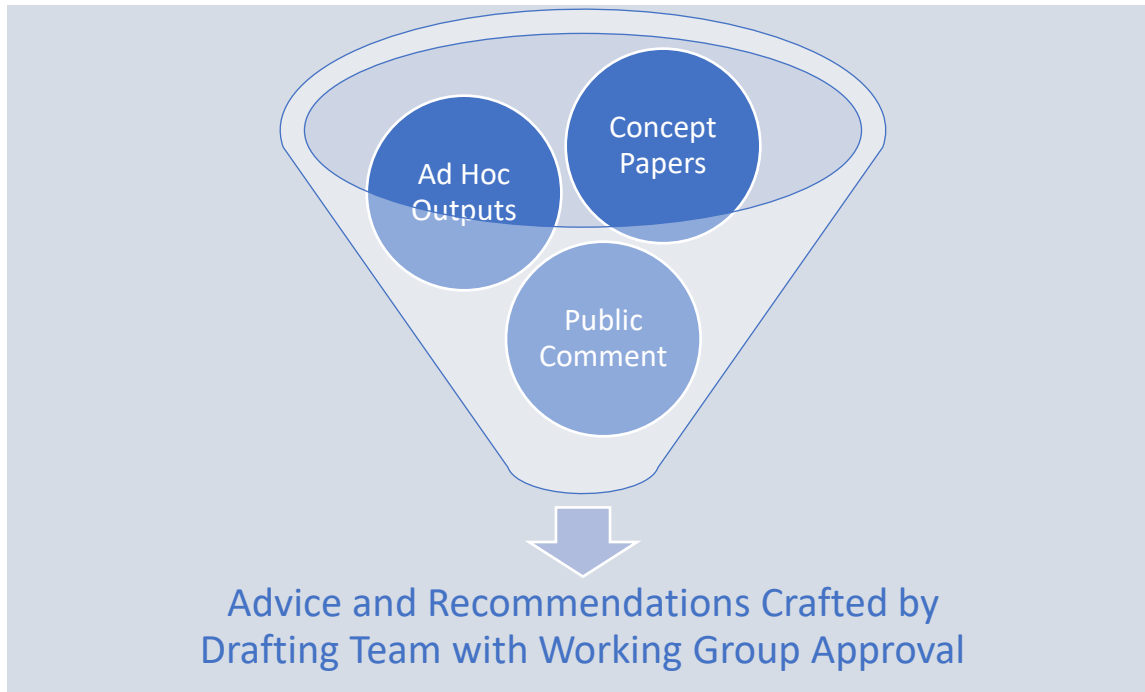 Concept
Papers
Ad Hoc
Outputs
Public
Comment
Advice and Recommendations Crafted by
Drafting Team with Working Group Approval